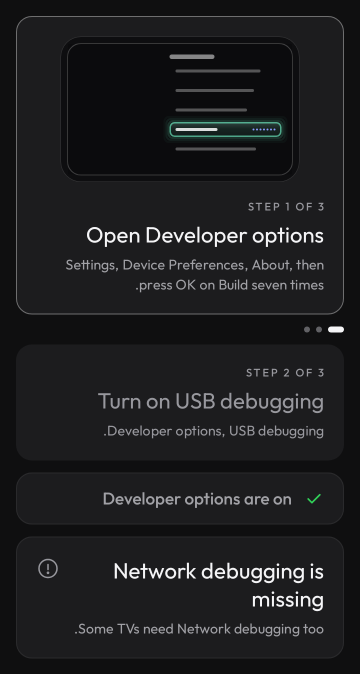 STEP 1 OF 3
Open Developer options
Settings, Device Preferences, About, then
.press OK on Build seven times
STEP 2 OF 3
Turn on USB debugging
.Developer options, USB debugging
Developer options are on
Network debugging is
missing
.Some TVs need Network debugging too